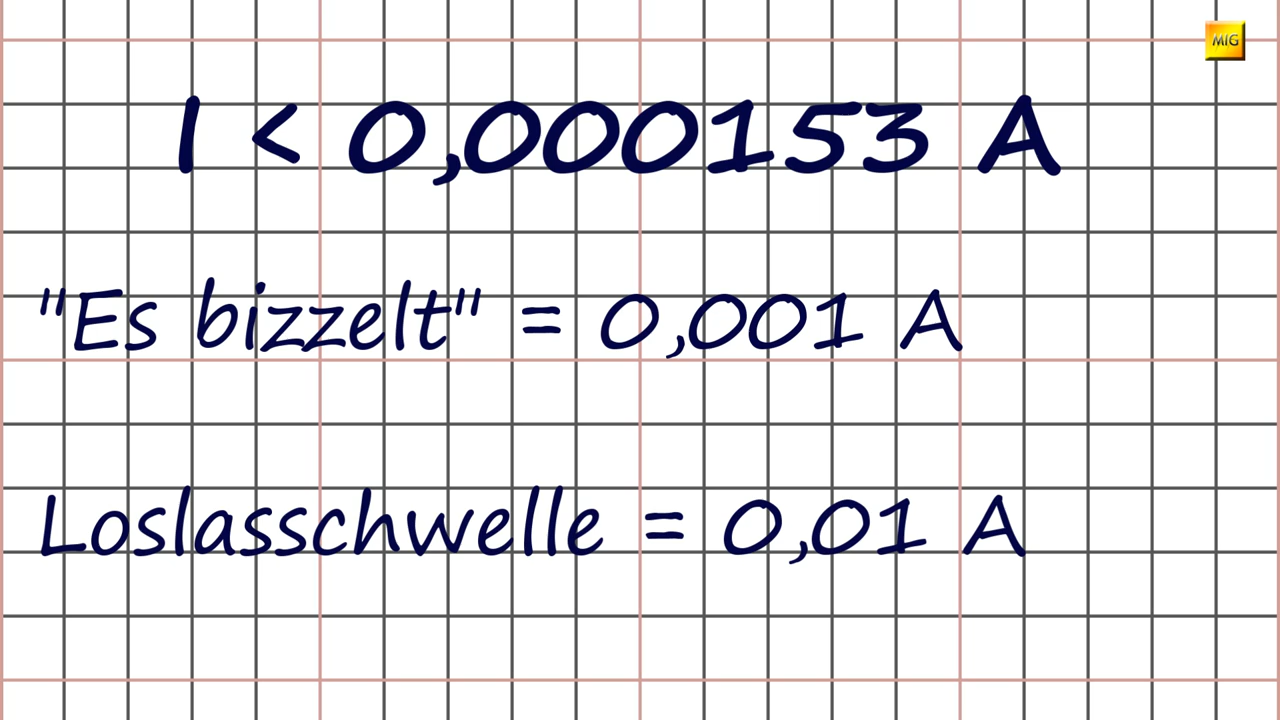 MIG
I < 0,000153 A
"Es bizzelt" = 0,001 A
Loslasschwelle = 0,01 A